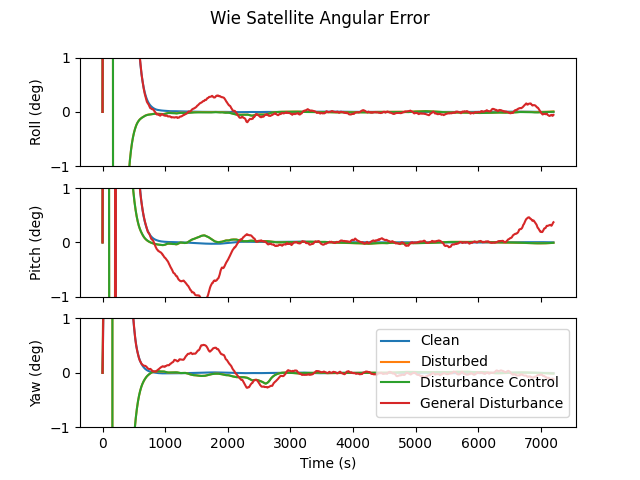 Wie Satellite Angular Error
1
0
−1
Roll (deg)
1
0
−1
Pitch (deg)
1
0
−1
Yaw (deg)
Clean
Disturbed
Disturbance Control
General Disturbance
0 1000 2000 3000 4000 5000 6000 7000
Time (s)